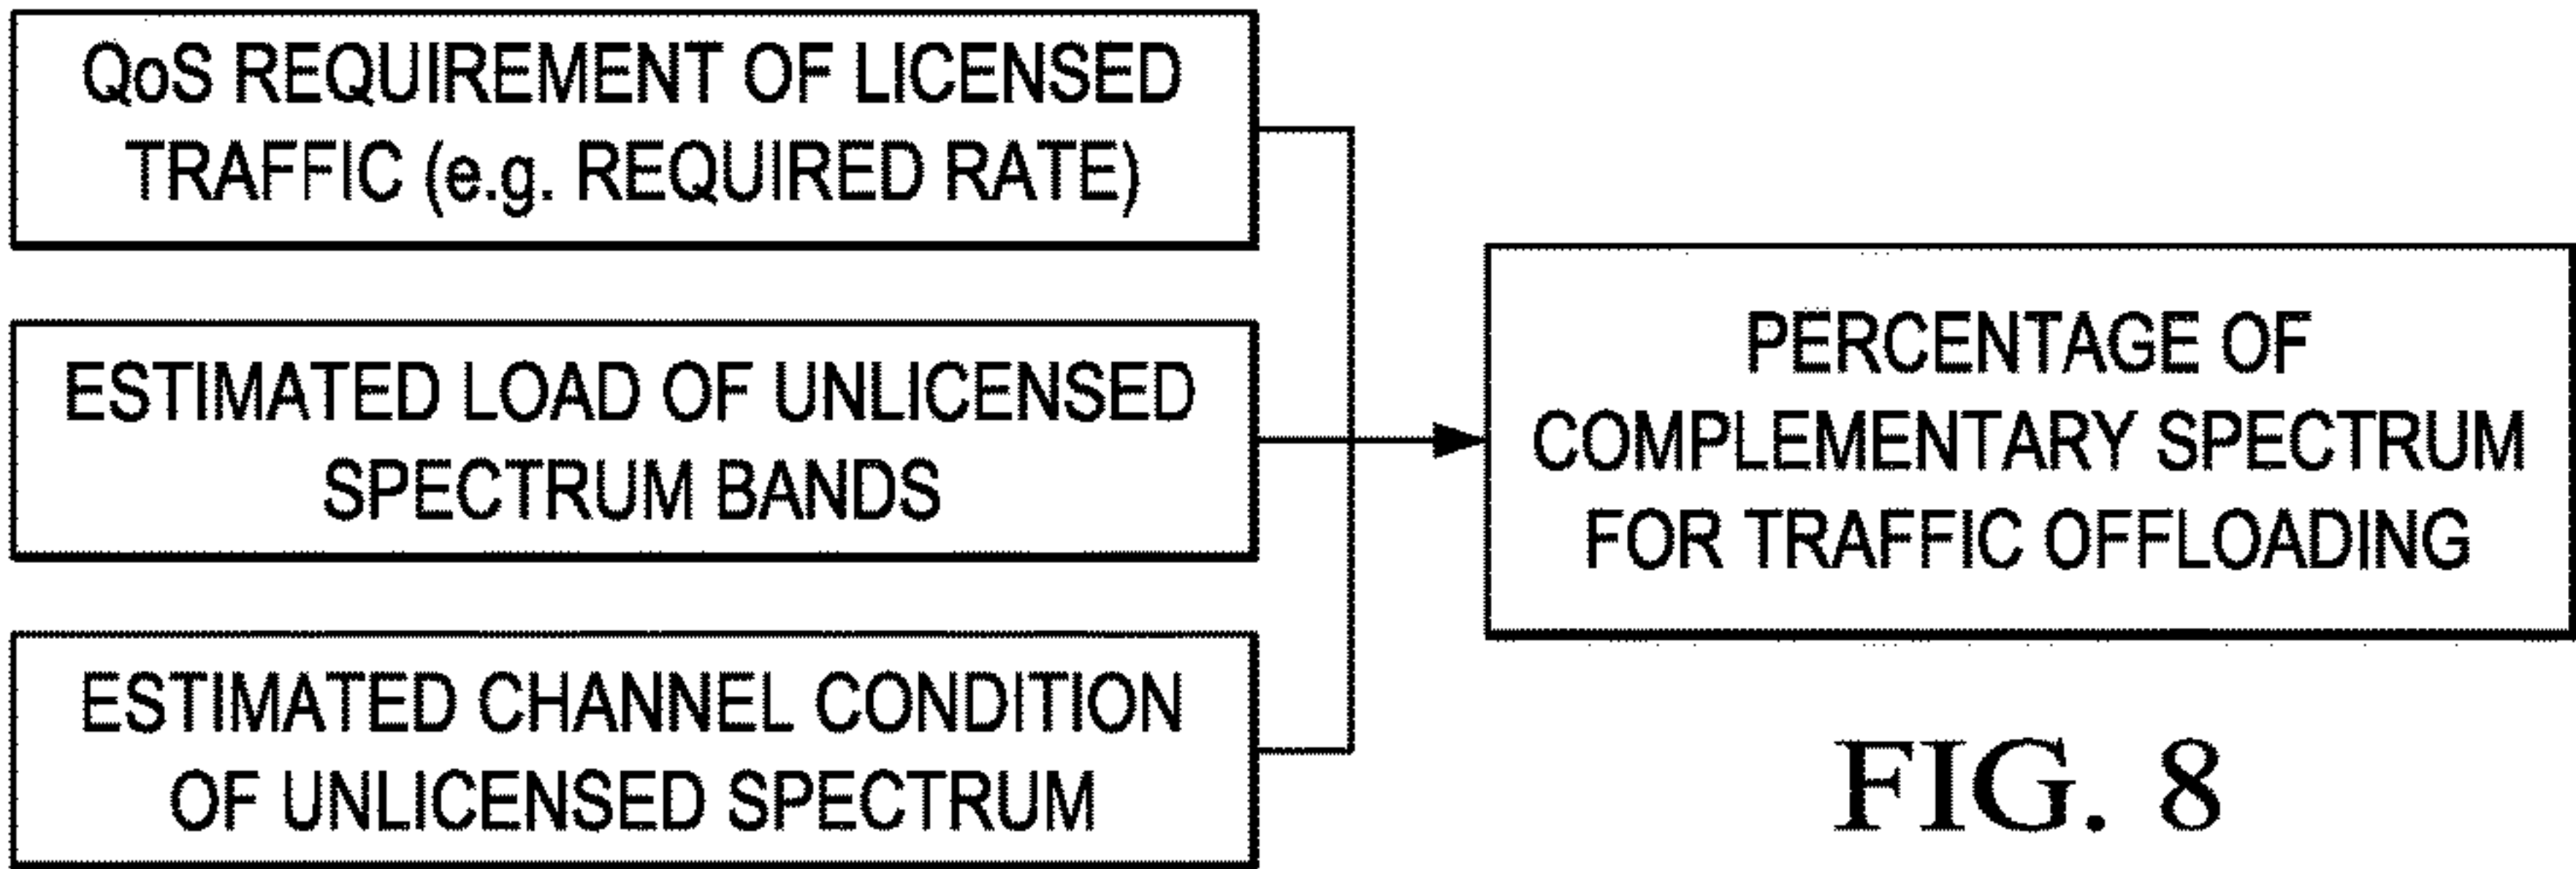 QoS REQUIREMENT OF LICENSED
TRAFFIC (e.g. REQUIRED RATE)
ESTIMATED LOAD OF UNLICENSED
SPECTRUM BANDS
ESTIMATED CHANNEL CONDITION
OF UNLICENSED SPECTRUM
PERCENTAGE OF
COMPLEMENTARY SPECTRUM
FOR TRAFFIC OFFLOADING
FIG. 8